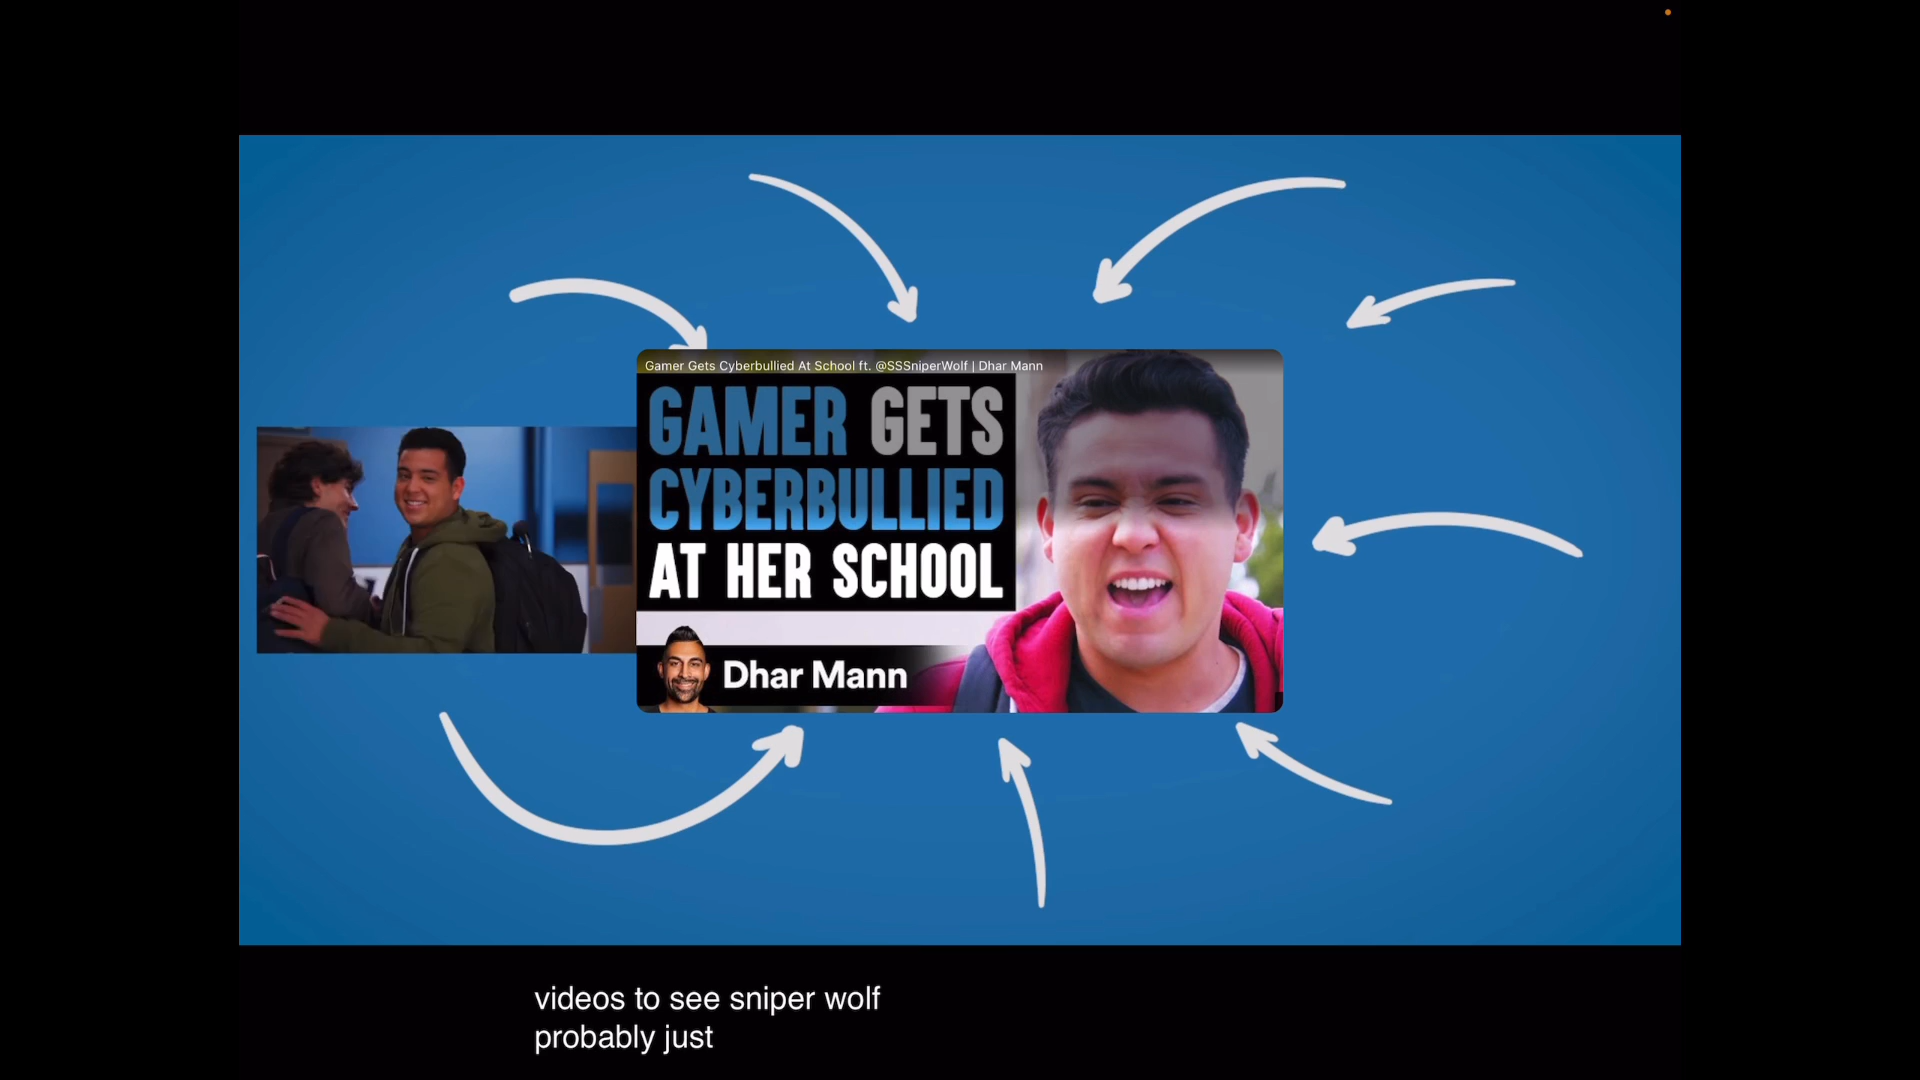 Gamer Gets Cyberbullied At School ft. @SSSniperWolf | Dhar Mann
GAMER GETS
CYBERBULLIED
AT HER SCHOOL
Dhar Mann
videos to see sniper wolf
probably just